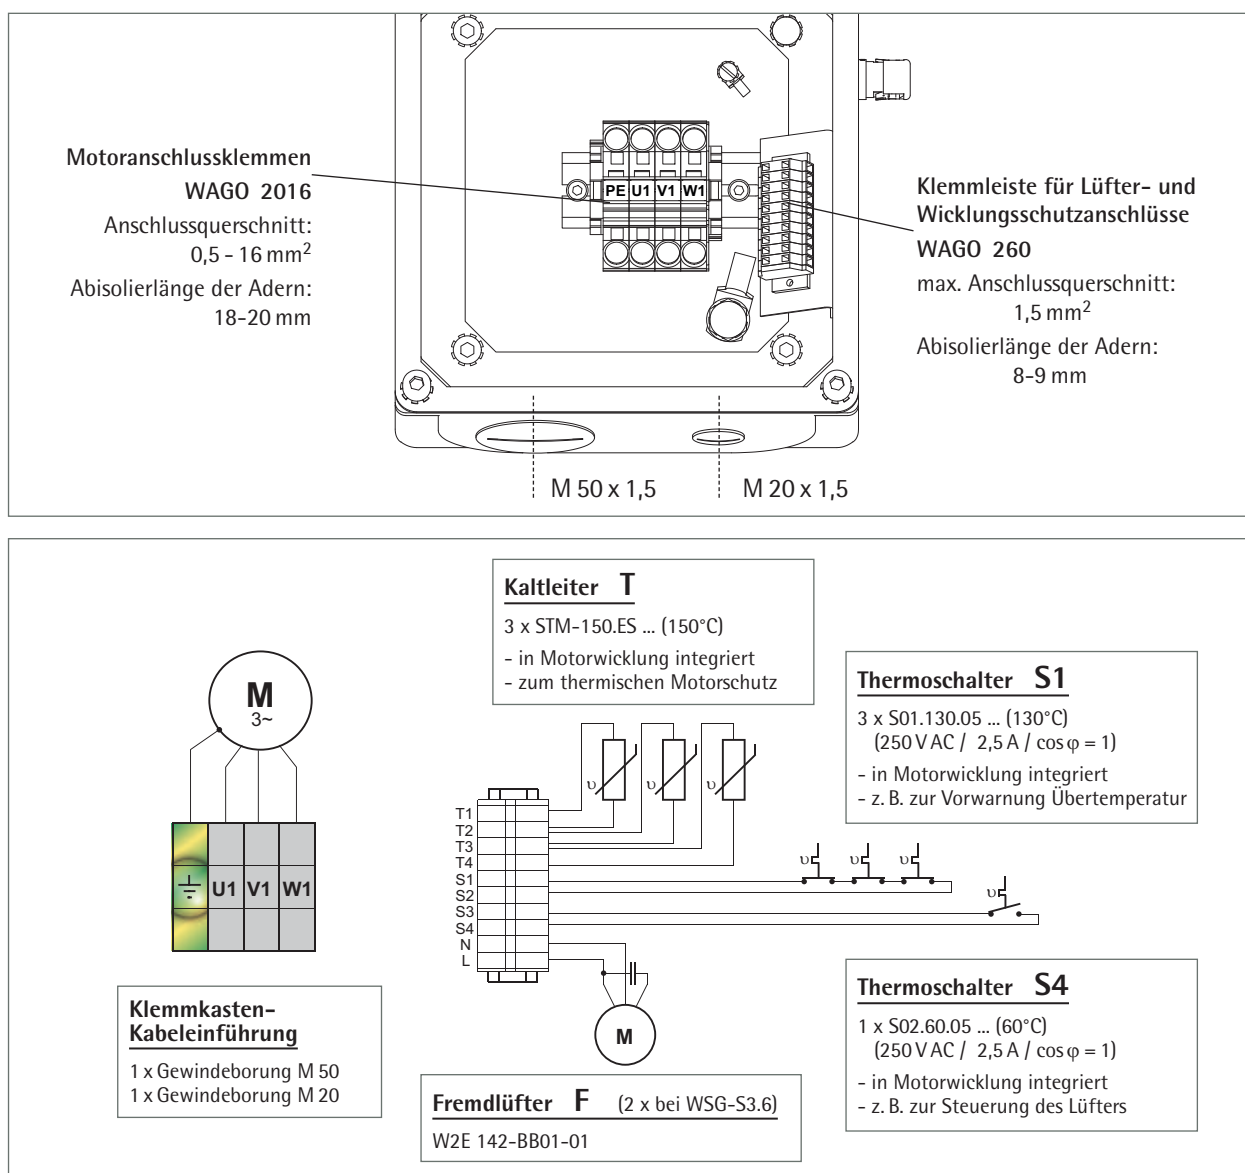 Motoranschlussklemmen
WAGO 2016
Anschlussquerschnitt:
0,5 - 16 mm²
Abisolierlänge der Adern:
18-20 mm
PE U1 V1 W1
Klemmleiste für Lüfter- und
Wicklungsschutzanschlüsse
WAGO 260
max. Anschlussquerschnitt:
1,5 mm²
Abisolierlänge der Adern:
8-9 mm
M 50 x 1,5
M 20 x 1,5
Kaltleiter T
3 x STM-150.ES ... (150°C)
- in Motorwicklung integriert
- zum thermischen Motorschutz
Thermoschalter S1
3 x S01.130.05 ... (130°C)
(250 V AC / 2,5 A / cos φ = 1)
- in Motorwicklung integriert
- z. B. zur Vorwarnung Übertemperatur
M
3~
U1 V1 W1
υ υ υ
T1
T2
T3
T4
S1
S2
S3
S4
N
L
υ υ υ
υ
M
Klemmkasten-
Kabeleinführung
1 x Gewindeborung M 50
1 x Gewindeborung M 20
Fremdlüfter F (2 x bei WSG-S3.6)
W2E 142-BB01-01
Thermoschalter S4
1 x S02.60.05 ... (60°C)
(250 V AC / 2,5 A / cos φ = 1)
- in Motorwicklung integriert
- z. B. zur Steuerung des Lüfters